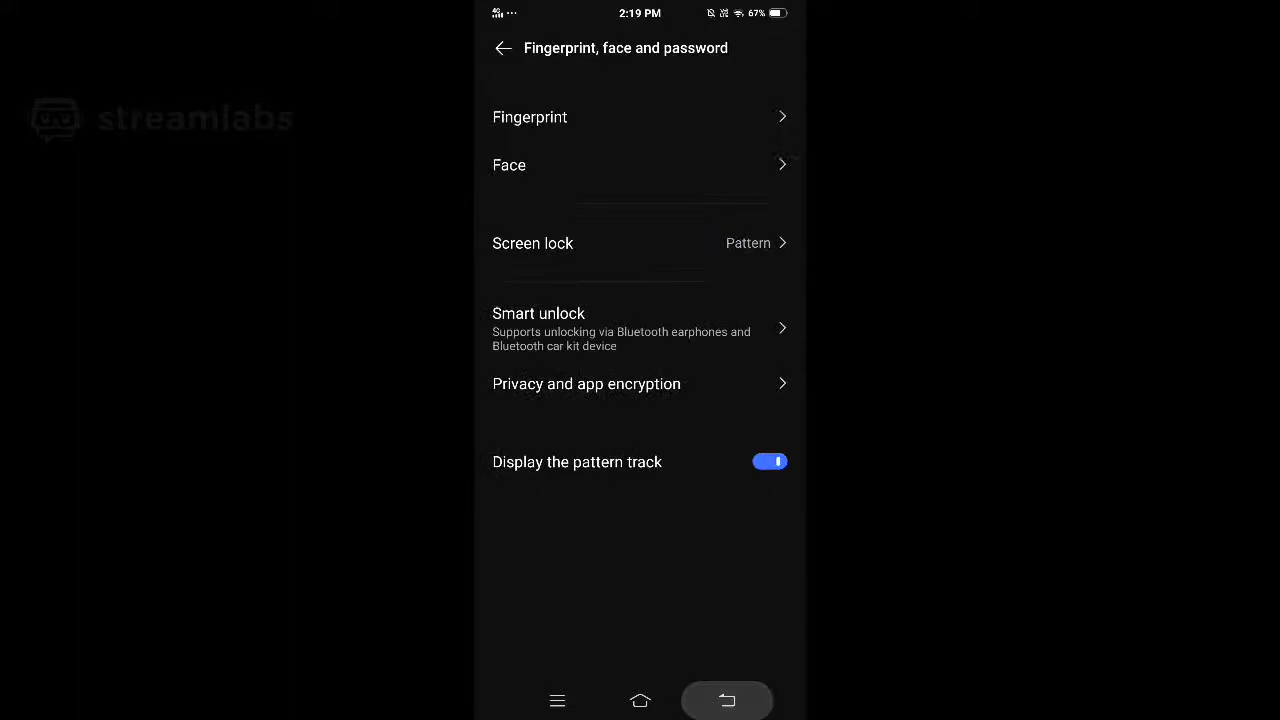 4G 2:19 PM 67%
Fingerprint, face and password
streamlabs
Fingerprint
Face
Screen lock Pattern
Smart unlock
Supports unlocking via Bluetooth earphones and
Bluetooth car kit device
Privacy and app encryption
Display the pattern track